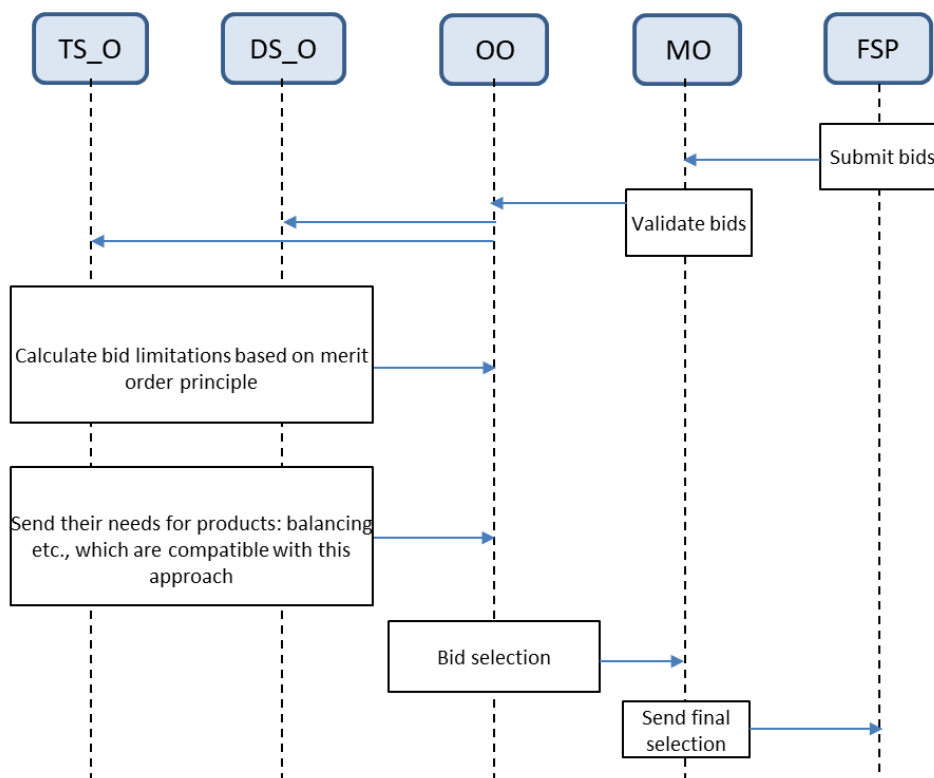 TS_O
DS_O
OO
MO
FSP
Submit bids
Validate bids
Calculate bid limitations based on merit
order principle
Send their needs for products: balancing
etc., which are compatible with this
approach
Bid selection
Send final
selection